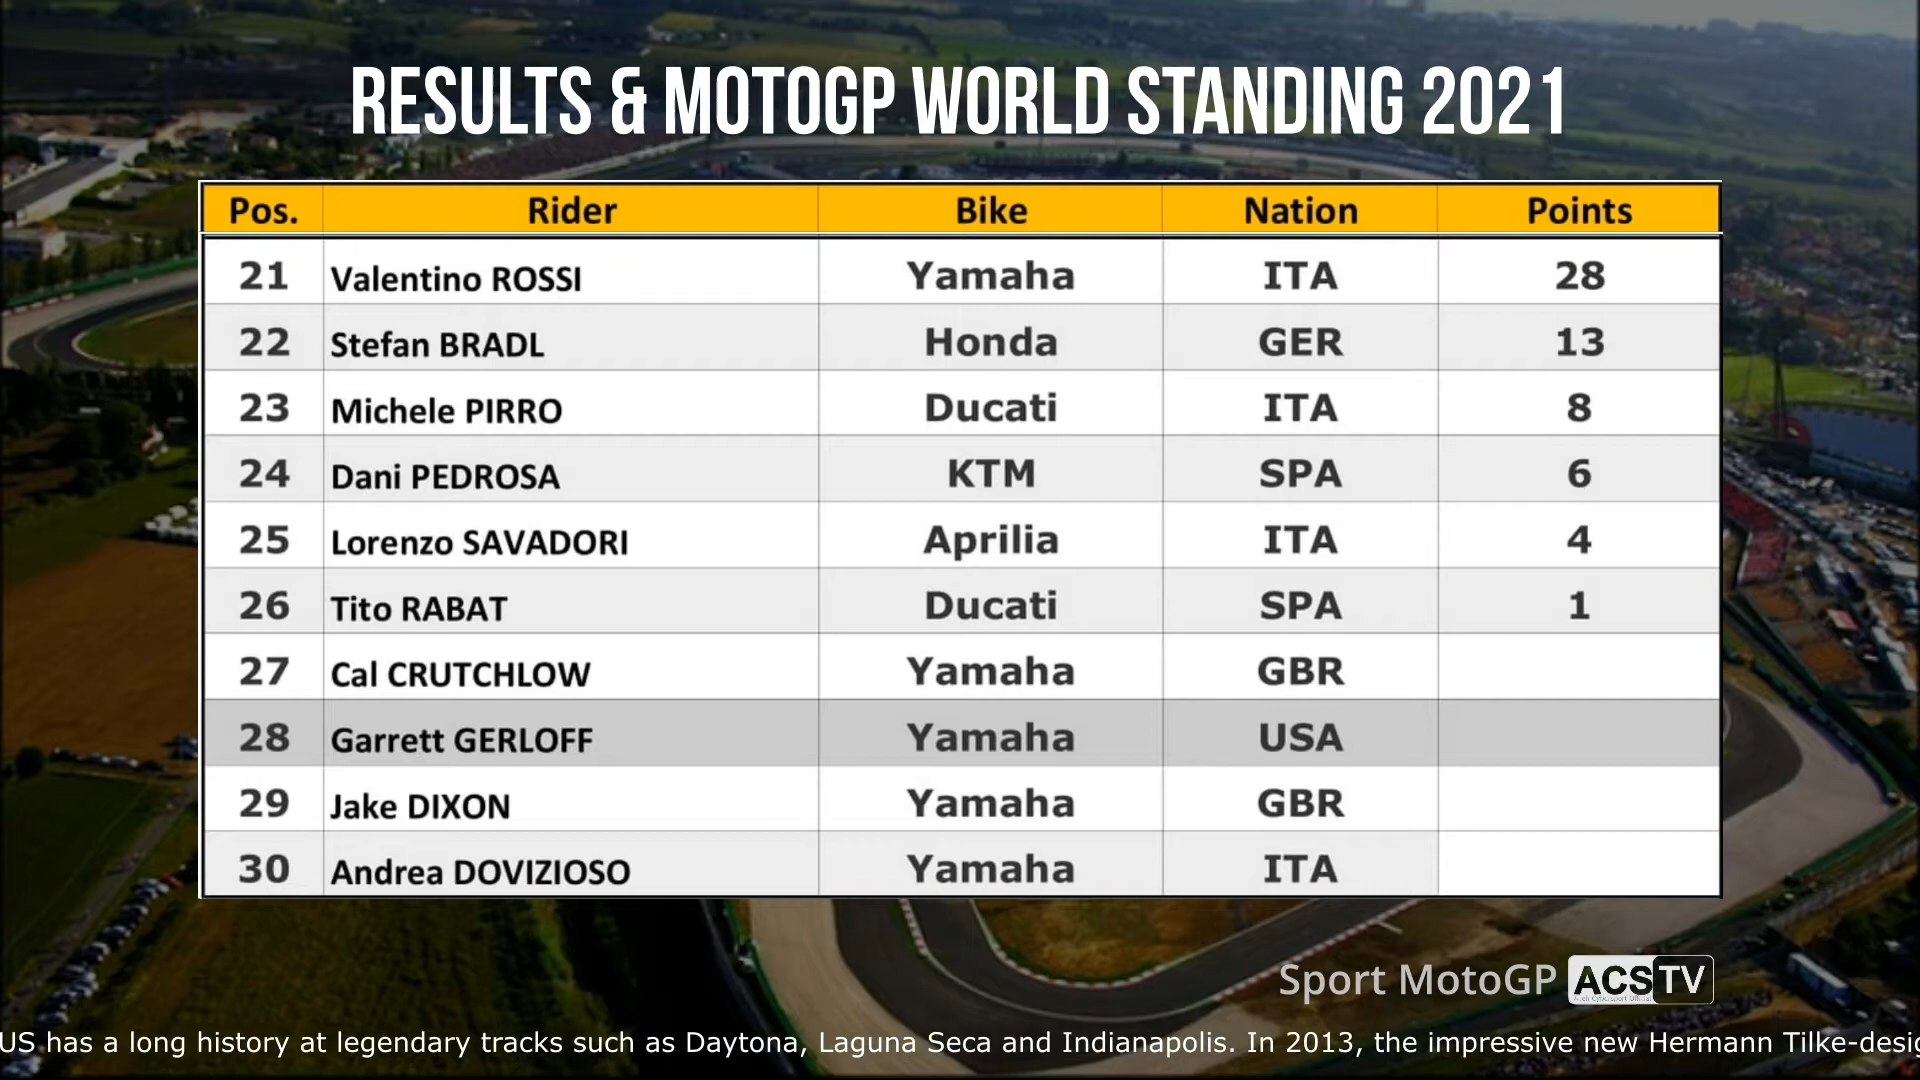 RESULTS & MOTOGP WORLD STANDING 2021
Pos. Rider Bike Nation Points
21 Valentino ROSSI Yamaha ITA 28
22 Stefan BRADL Honda GER 13
23 Michele PIRRO Ducati ITA 8
24 Dani PEDROSA KTM SPA 6
25 Lorenzo SAVADORI Aprilia ITA 4
26 Tito RABAT Ducati SPA 1
27 Cal CRUTCHLOW Yamaha GBR
28 Garrett GERLOFF Yamaha USA
29 Jake DIXON Yamaha GBR
30 Andrea DOVIZIOSO Yamaha ITA
Sport MotoGP ACSTV
US has a long history at legendary tracks such as Daytona, Laguna Seca and Indianapolis. In 2013, the impressive new Hermann Tilke-desig